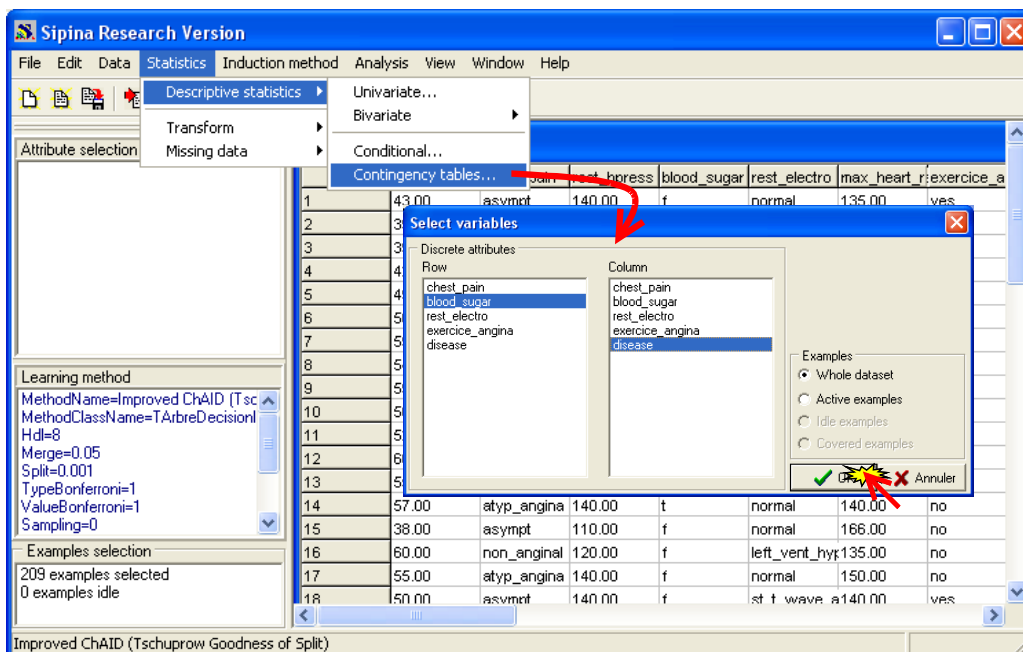 Sipina Research Version
File Edit Data Statistics Induction method Analysis View Window Help
Descriptive statistics
Transform
Missing data
Univariate...
Bivariate
Conditional...
Contingency tables...
Attribute selection
rest_bpress blood_sugar rest_electro max_heart_r exercice_a
1 43.00 asympt 140.00 f normal 135.00 yes
2
3
4
5
6
7
8
9
10
11
12
13
14 57.00 atyp_angina 140.00 t normal 140.00 no
15 38.00 asympt 110.00 f normal 166.00 no
16 60.00 non_anginal 120.00 f left_vent_hyp 135.00 no
17 55.00 atyp_angina 140.00 f normal 150.00 no
18 50.00 asympt 140.00 f st_t_wave_a 140.00 yes
Select variables
Discrete attributes
Row
chest_pain
blood_sugar
rest_electro
exercice_angina
disease
Column
chest_pain
blood_sugar
rest_electro
exercice_angina
disease
Examples
Whole dataset
Active examples
Idle examples
Covered examples
Annuler
Learning method
MethodName=Improved ChAID (Tsc
MethodClassName=TArbreDecisionI
Hdl=8
Merge=0.05
Split=0.001
TypeBonferroni=1
ValueBonferroni=1
Sampling=0
Examples selection
209 examples selected
0 examples idle
Improved ChAID (Tschuprow Goodness of Split)